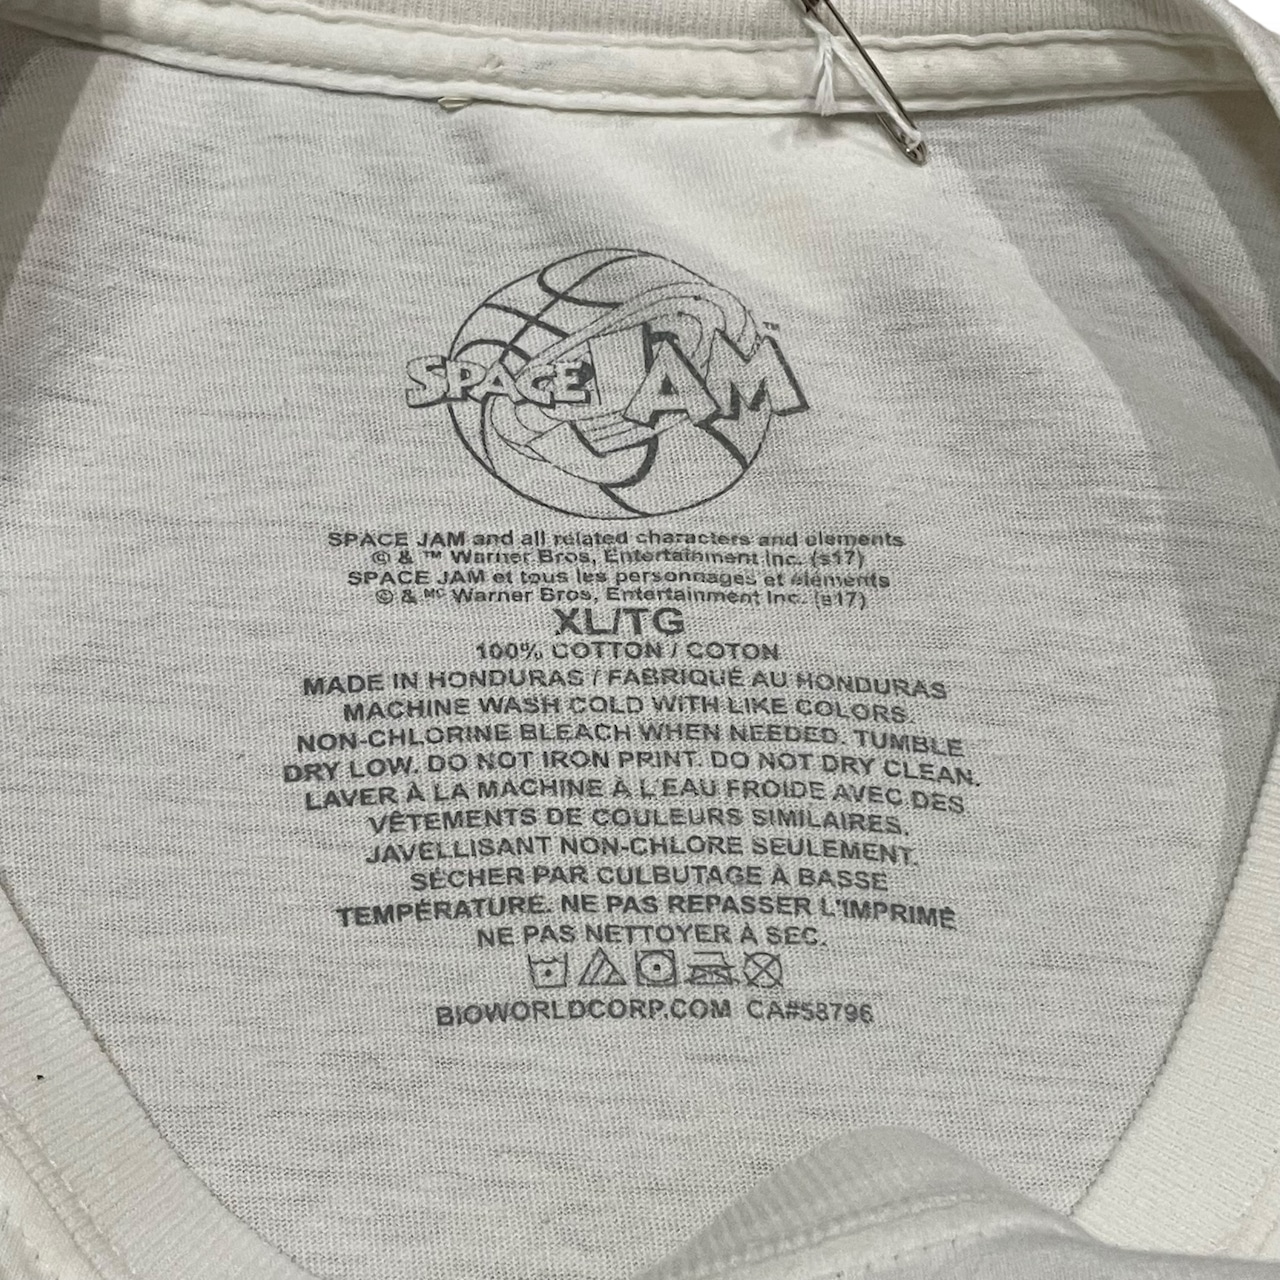 SPACE JAM™
SPACE JAM and all related characters and elements
© & ™ Warner Bros. Entertainment Inc. (s17)
SPACE JAM et tous les personnages et éléments
© & MC Warner Bros. Entertainment Inc. (s17)
XL/TG
100% COTTON / COTON
MADE IN HONDURAS / FABRIQUÉ AU HONDURAS
MACHINE WASH COLD WITH LIKE COLORS.
NON-CHLORINE BLEACH WHEN NEEDED. TUMBLE
DRY LOW. DO NOT IRON PRINT. DO NOT DRY CLEAN.
LAVER À LA MACHINE À L'EAU FROIDE AVEC DES
VÊTEMENTS DE COULEURS SIMILAIRES.
JAVELLISANT NON-CHLORE SEULEMENT.
SÉCHER PAR CULBUTAGE À BASSE
TEMPÉRATURE. NE PAS REPASSER L'IMPRIMÉ
NE PAS NETTOYER À SEC.
BIOWORLDCORP.COM CA#58796